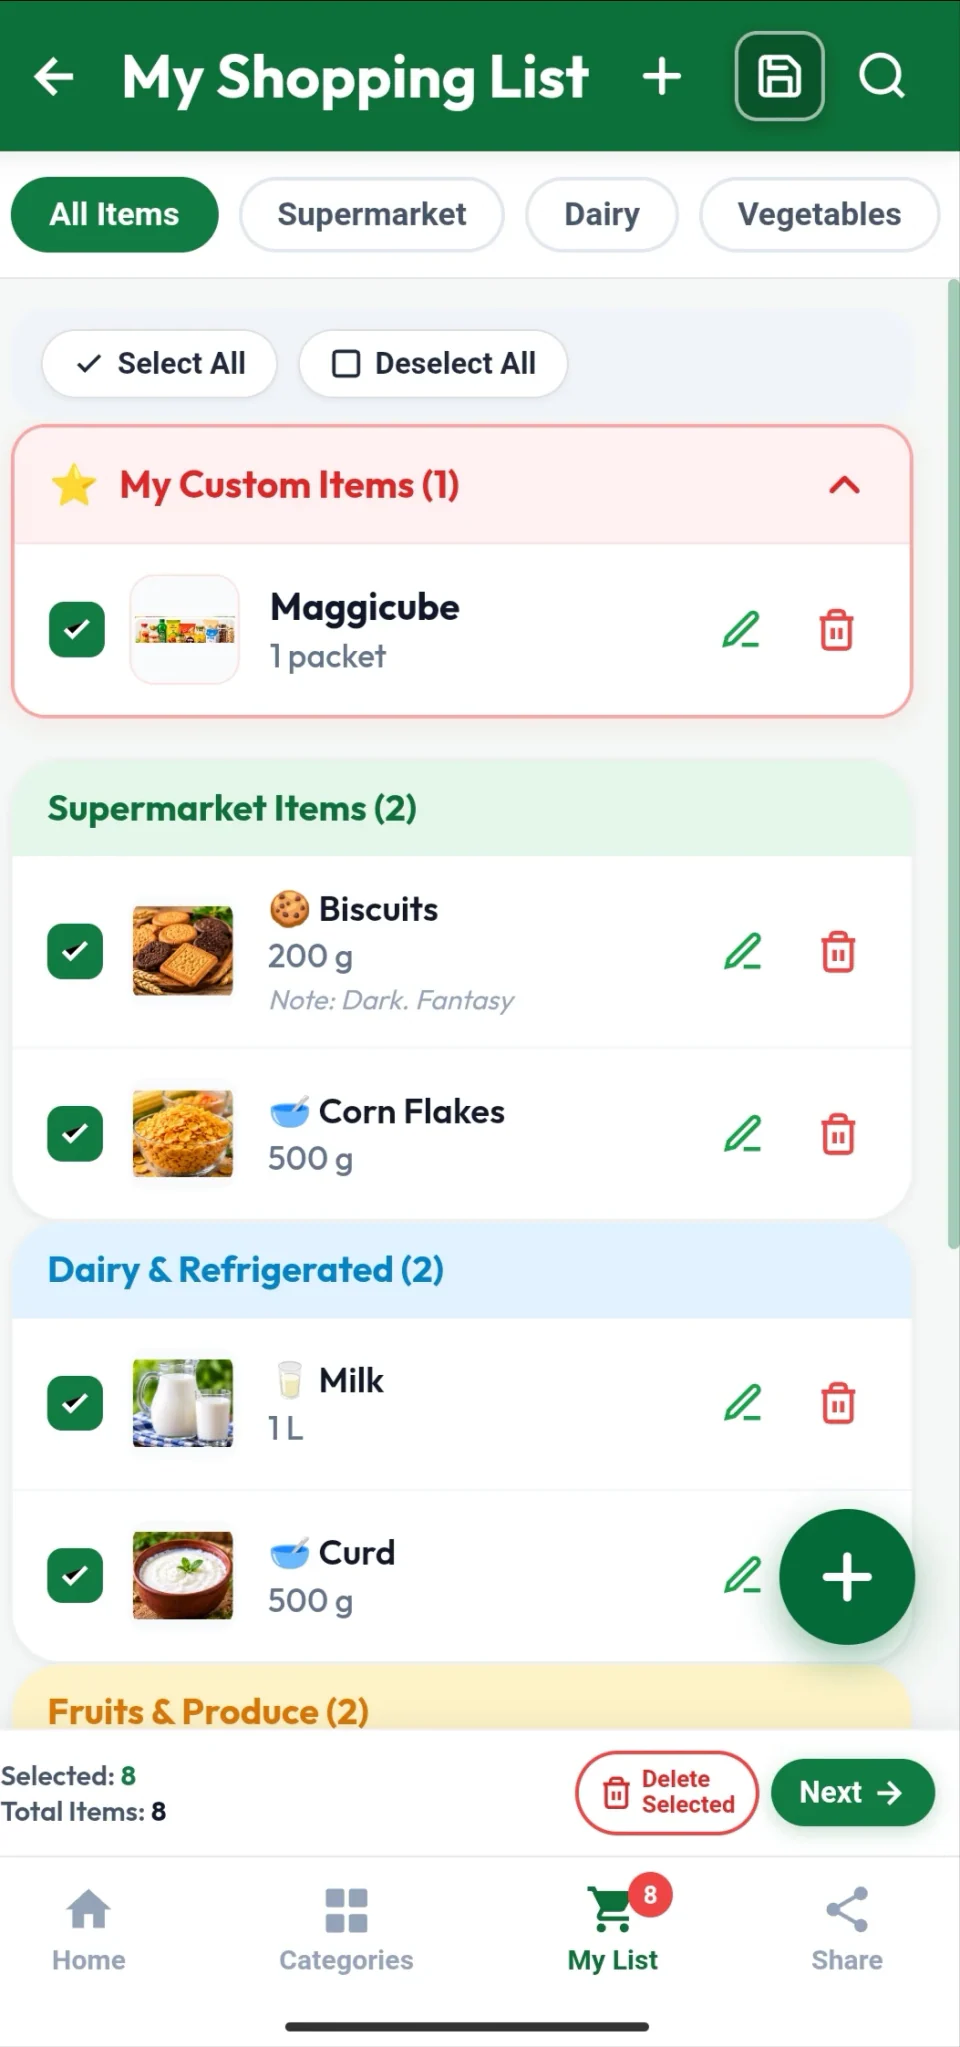 My Shopping List
All Items
Supermarket
Dairy
Vegetables
Select All
Deselect All
My Custom Items (1)
Maggicube
1 packet
Supermarket Items (2)
Biscuits
200 g
Note: Dark. Fantasy
Corn Flakes
500 g
Dairy & Refrigerated (2)
Milk
1 L
Curd
500 g
Fruits & Produce (2)
Selected: 8
Total Items: 8
Delete
Selected
Next
8
Home
Categories
My List
Share